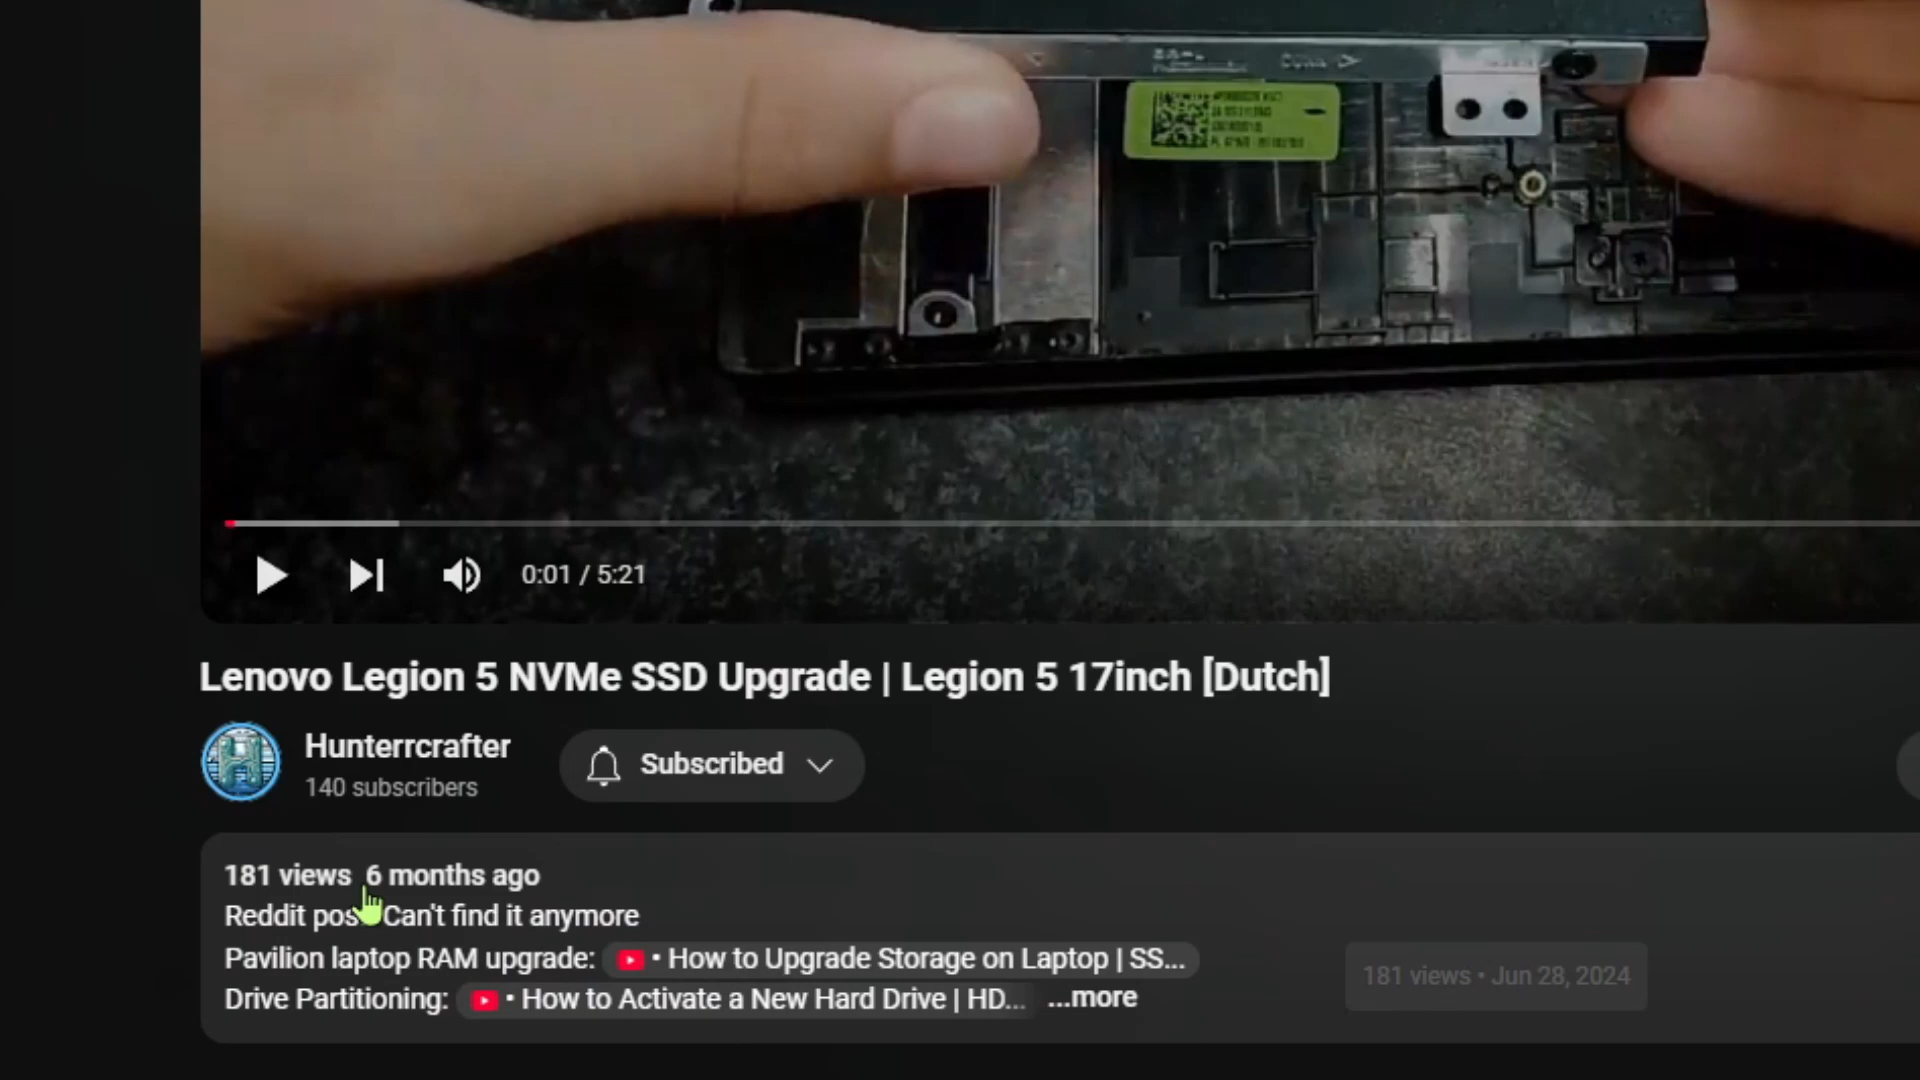 0:01 / 5:21
Lenovo Legion 5 NVMe SSD Upgrade | Legion 5 17inch [Dutch]
Hunterrcrafter
140 subscribers
Subscribed
181 views 6 months ago
Reddit pos Can't find it anymore
Pavilion laptop RAM upgrade: • How to Upgrade Storage on Laptop | SS...
181 views • Jun 28, 2024
Drive Partitioning: • How to Activate a New Hard Drive | HD... ...more